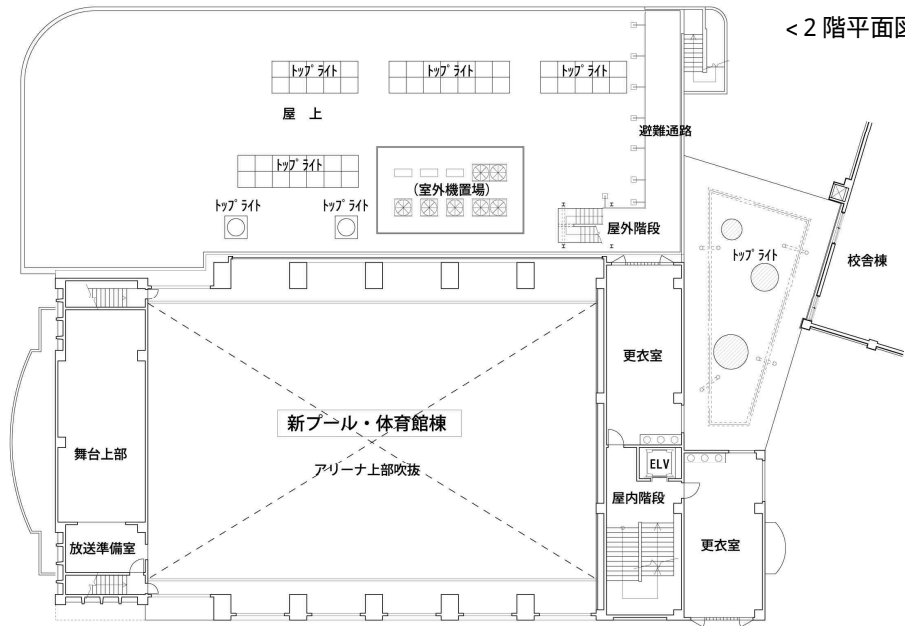 <２階平面図
ﾄｯﾌﾟﾗｲﾄ
ﾄｯﾌﾟﾗｲﾄ
ﾄｯﾌﾟﾗｲﾄ
屋 上
避難通路
ﾄｯﾌﾟﾗｲﾄ
(室外機置場)
ﾄｯﾌﾟﾗｲﾄ
ﾄｯﾌﾟﾗｲﾄ
屋外階段
ﾄｯﾌﾟﾗｲﾄ
校舎棟
更衣室
新プール・体育館棟
舞台上部
アリーナ上部吹抜
ELV
屋内階段
放送準備室
更衣室